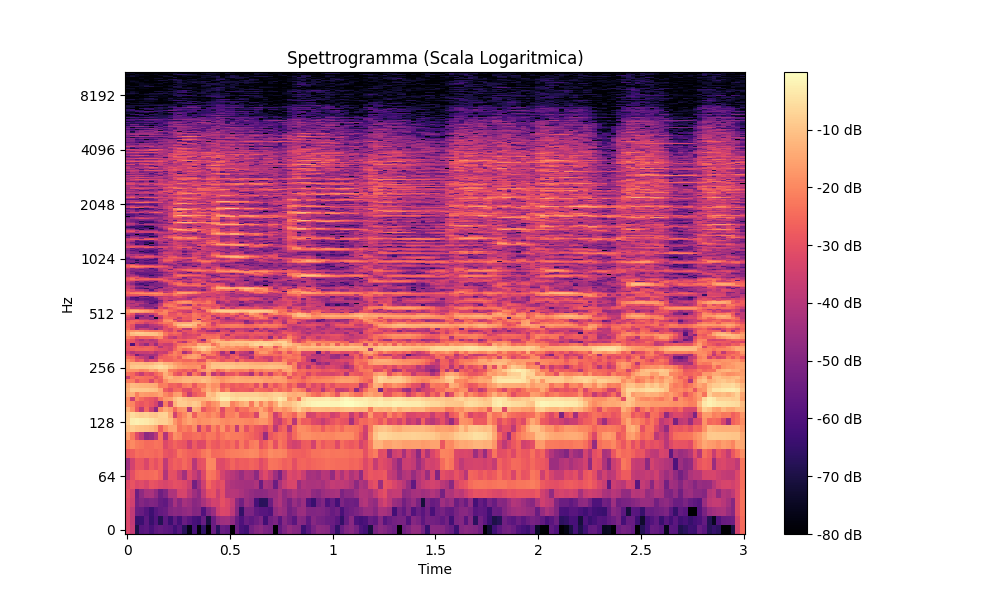 Spettrogramma (Scala Logaritmica)
Hz
8192
4096
2048
1024
512
256
128
64
0
0
0.5
1
1.5
2
2.5
3
Time
-10 dB
-20 dB
-30 dB
-40 dB
-50 dB
-60 dB
-70 dB
-80 dB